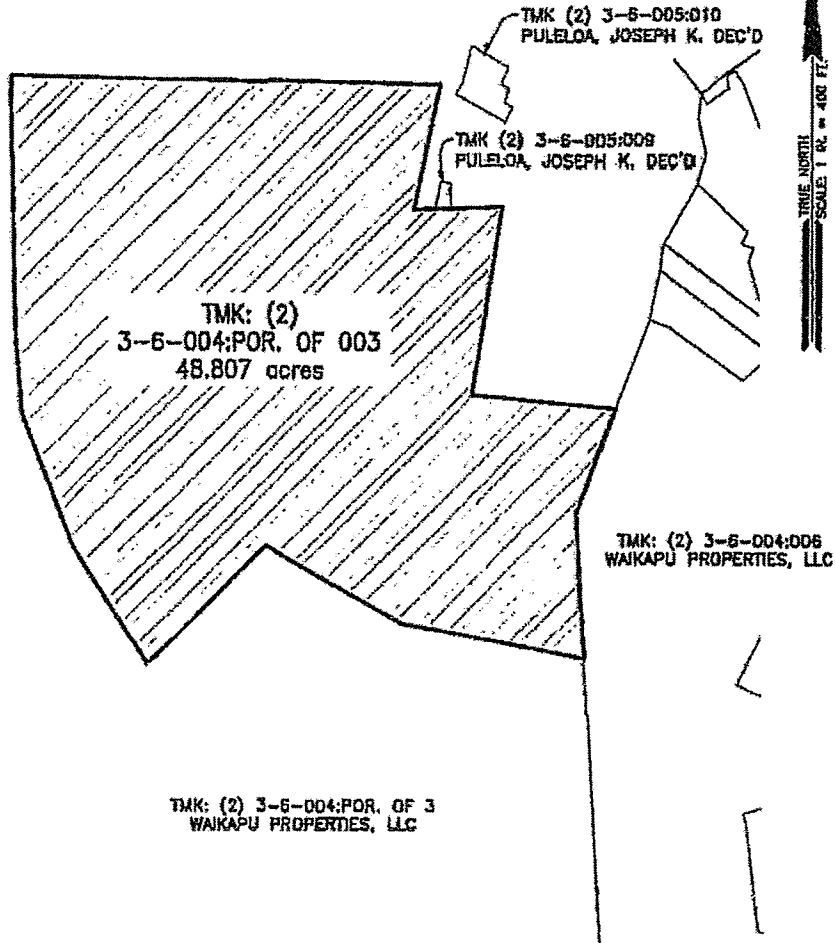 TMK (2) 3-6-005:010
PULELOA, JOSEPH K. DEC'D
TMK (2) 3-6-005:009
PULELOA, JOSEPH K. DEC'D
TRUE NORTH
SCALE: 1 IN. = 400 FT.
TMK: (2)
3-6-004:POR. OF 003
48.807 acres
TMK: (2) 3-6-004:006
WAIKAPU PROPERTIES, LLC
TMK: (2) 3-6-004:POR. OF 3
WAIKAPU PROPERTIES, LLC